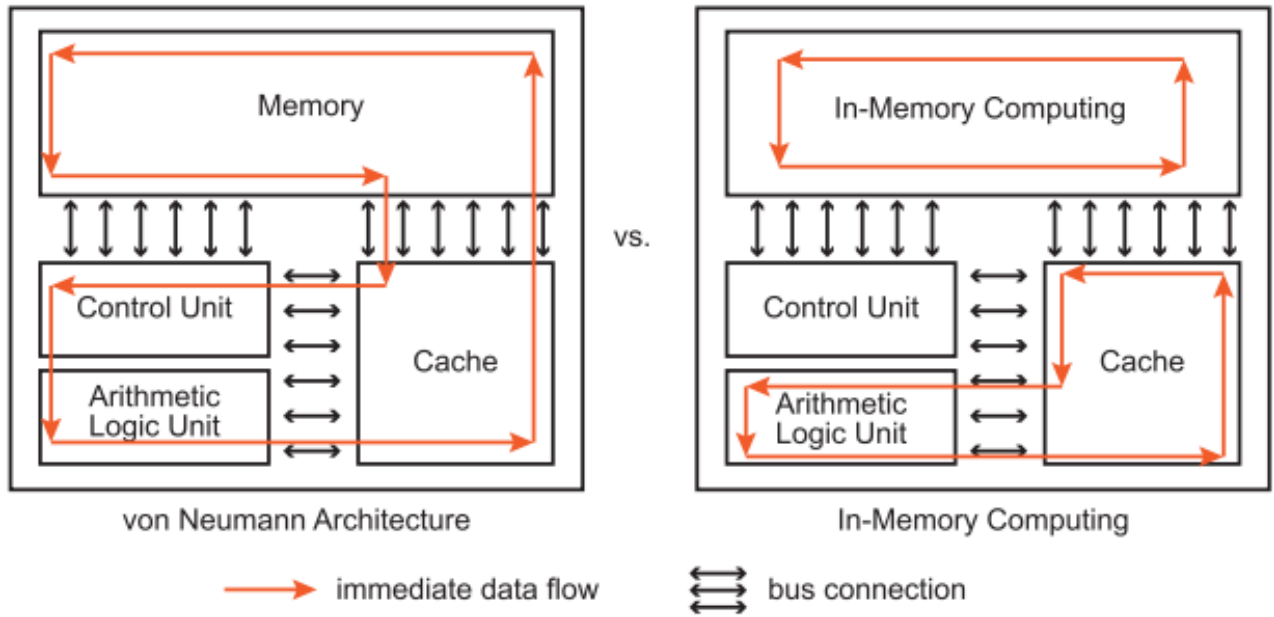 Memory
Control Unit
Arithmetic
Logic Unit
Cache
von Neumann Architecture
vs.
In-Memory Computing
Control Unit
Arithmetic
Logic Unit
Cache
In-Memory Computing
immediate data flow
bus connection